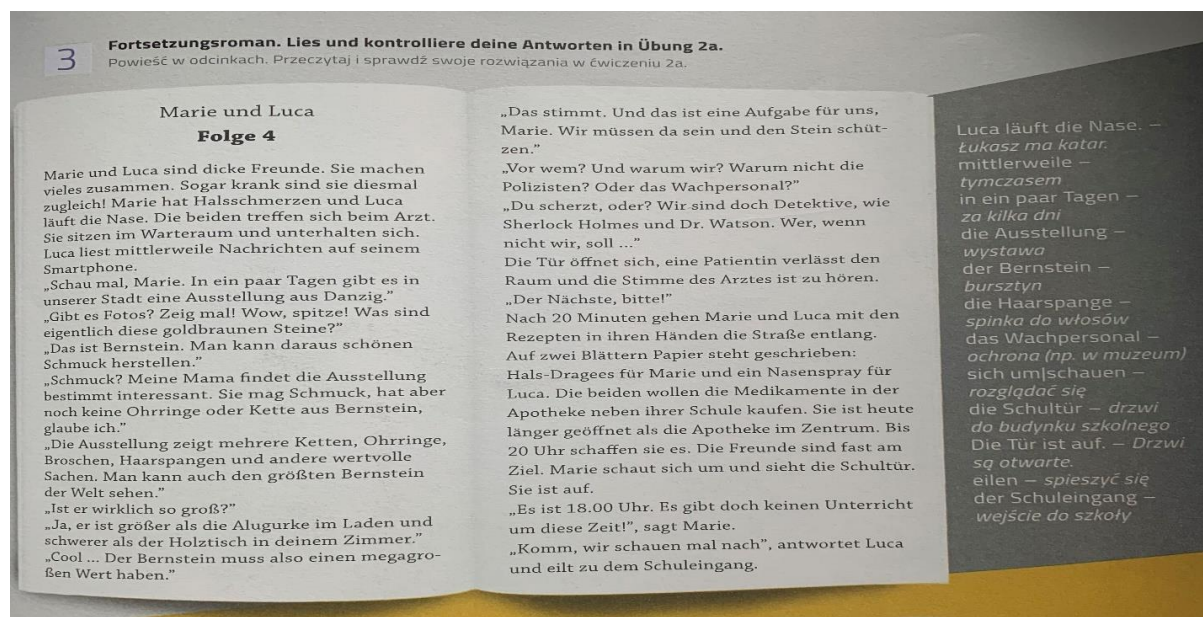 3
Fortsetzungsroman. Lies und kontrolliere deine Antworten in Übung 2a.
Powieść w odcinkach. Przeczytaj i sprawdź swoje rozwiązania w ćwiczeniu 2a.
Marie und Luca
Folge 4
Marie und Luca sind dicke Freunde. Sie machen
vieles zusammen. Sogar krank sind sie diesmal
zugleich! Marie hat Halsschmerzen und Luca
läuft die Nase. Die beiden treffen sich beim Arzt.
Sie sitzen im Warteraum und unterhalten sich.
Luca liest mittlerweile Nachrichten auf seinem
Smartphone.
„Schau mal, Marie. In ein paar Tagen gibt es in
unserer Stadt eine Ausstellung aus Danzig.”
„Gibt es Fotos? Zeig mal! Wow, spitze! Was sind
eigentlich diese goldbraunen Steine?”
„Das ist Bernstein. Man kann daraus schönen
Schmuck herstellen.”
„Schmuck? Meine Mama findet die Ausstellung
bestimmt interessant. Sie mag Schmuck, hat aber
noch keine Ohrringe oder Kette aus Bernstein,
glaube ich.”
„Die Ausstellung zeigt mehrere Ketten, Ohrringe,
Broschen, Haarspangen und andere wertvolle
Sachen. Man kann auch den größten Bernstein
der Welt sehen.”
„Ist er wirklich so groß?”
„Ja, er ist größer als die Alugurke im Laden und
schwerer als der Holztisch in deinem Zimmer.”
„Cool ... Der Bernstein muss also einen megagro-
ßen Wert haben.”
„Das stimmt. Und das ist eine Aufgabe für uns,
Marie. Wir müssen da sein und den Stein schüt-
zen.”
„Vor wem? Und warum wir? Warum nicht die
Polizisten? Oder das Wachpersonal?”
„Du scherzt, oder? Wir sind doch Detektive, wie
Sherlock Holmes und Dr. Watson. Wer, wenn
nicht wir, soll ...”
Die Tür öffnet sich, eine Patientin verlässt den
Raum und die Stimme des Arztes ist zu hören.
„Der Nächste, bitte!”
Nach 20 Minuten gehen Marie und Luca mit den
Rezepten in ihren Händen die Straße entlang.
Auf zwei Blättern Papier steht geschrieben:
Hals-Dragees für Marie und ein Nasenspray für
Luca. Die beiden wollen die Medikamente in der
Apotheke neben ihrer Schule kaufen. Sie ist heute
länger geöffnet als die Apotheke im Zentrum. Bis
20 Uhr schaffen sie es. Die Freunde sind fast am
Ziel. Marie schaut sich um und sieht die Schultür.
Sie ist auf.
„Es ist 18.00 Uhr. Es gibt doch keinen Unterricht
um diese Zeit!”, sagt Marie.
„Komm, wir schauen mal nach”, antwortet Luca
und eilt zu dem Schuleingang.
Luca läuft die Nase. –
Łukasz ma katar.
mittlerweile –
tymczasem
in ein paar Tagen –
za kilka dni
die Ausstellung –
wystawa
der Bernstein –
bursztyn
die Haarspange –
spinka do włosów
das Wachpersonal –
ochrona (np. w muzeum)
sich um|schauen –
rozglądać się
die Schultür – drzwi
do budynku szkolnego
Die Tür ist auf. – Drzwi
są otwarte.
eilen – spieszyć się
der Schuleingang –
wejście do szkoły